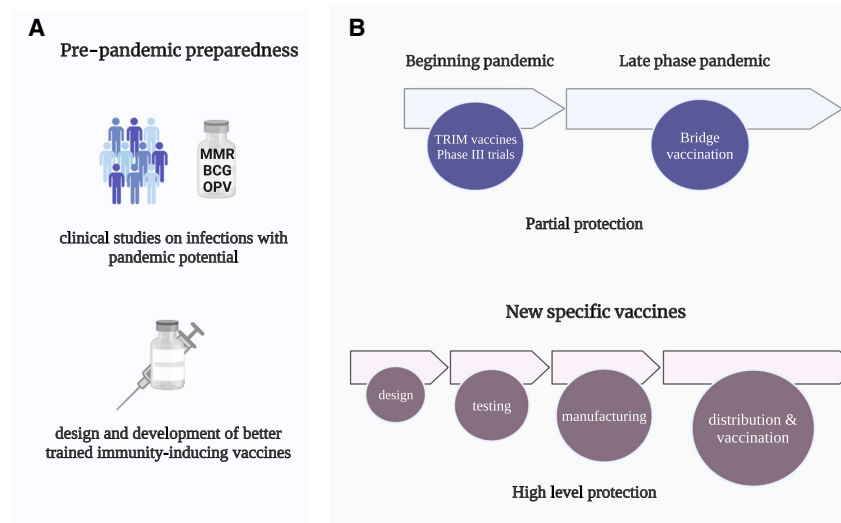 A
Pre-pandemic preparedness
MMR
BCG
OPV
clinical studies on infections with
pandemic potential
design and development of better
trained immunity-inducing vaccines
B
Beginning pandemic
Late phase pandemic
TRIM vaccines
Phase III trials
Bridge
vaccination
Partial protection
New specific vaccines
design
testing
manufacturing
distribution &
vaccination
High level protection